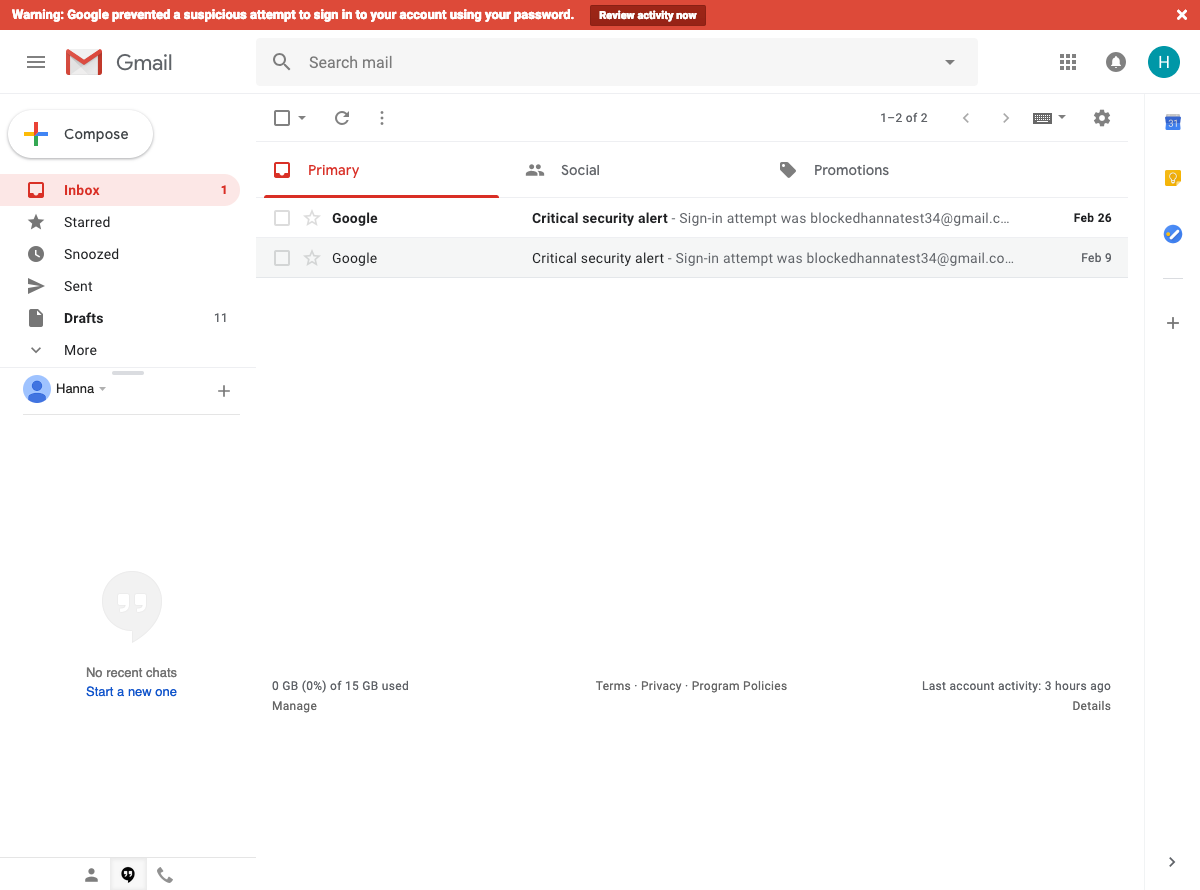 Warning: Google prevented a suspicious attempt to sign in to your account using your password. Review activity now
Gmail
Search mail
H
Compose
1–2 of 2
31
Primary
Social
Promotions
Inbox 1
Starred
Snoozed
Sent
Drafts 11
More
Google Critical security alert - Sign-in attempt was blockedhannatest34@gmail.c... Feb 26
Google Critical security alert - Sign-in attempt was blockedhannatest34@gmail.co... Feb 9
Hanna
No recent chats
Start a new one
0 GB (0%) of 15 GB used
Manage
Terms · Privacy · Program Policies
Last account activity: 3 hours ago
Details